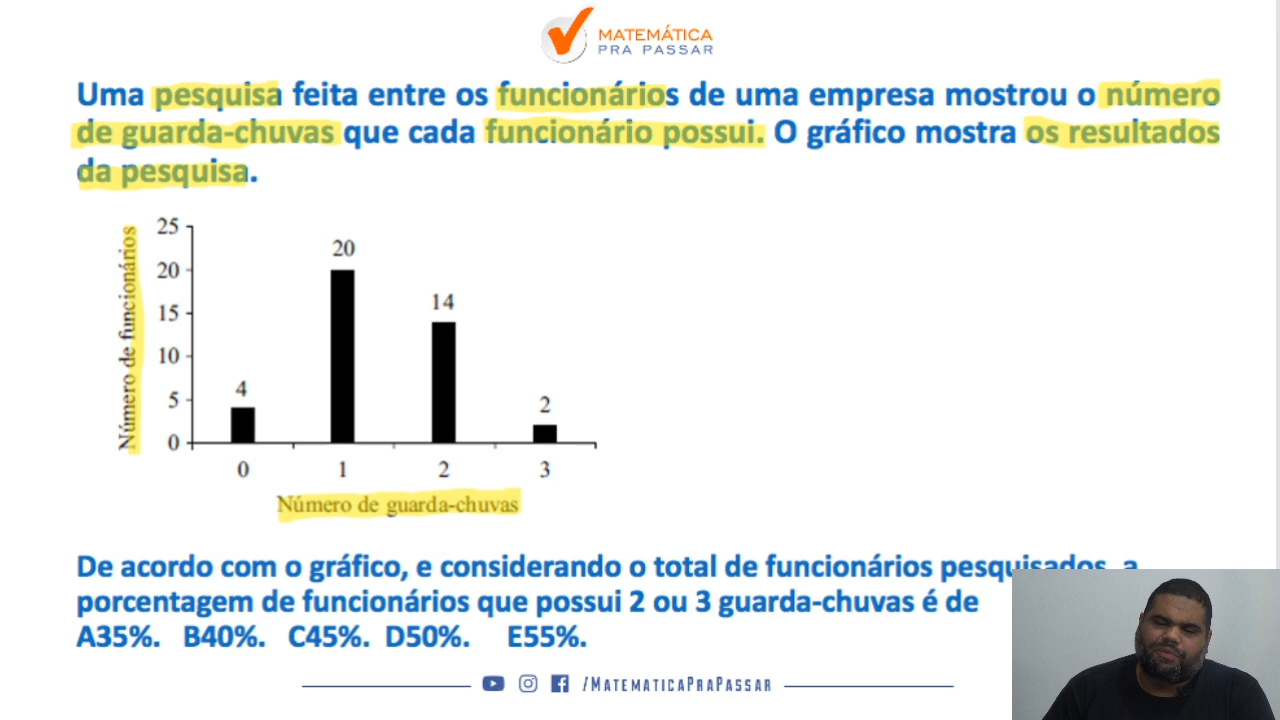 MATEMÁTICA
PRA PASSAR
Uma pesquisa feita entre os funcionários de uma empresa mostrou o número
de guarda-chuvas que cada funcionário possui. O gráfico mostra os resultados
da pesquisa.
Número de funcionários
25
20
15
10
5
0
4
20
14
2
0 1 2 3
Número de guarda-chuvas
De acordo com o gráfico, e considerando o total de funcionários pesquisados, a
porcentagem de funcionários que possui 2 ou 3 guarda-chuvas é de
A35%. B40%. C45%. D50%. E55%.
/MATEMATICAPRAPASSAR